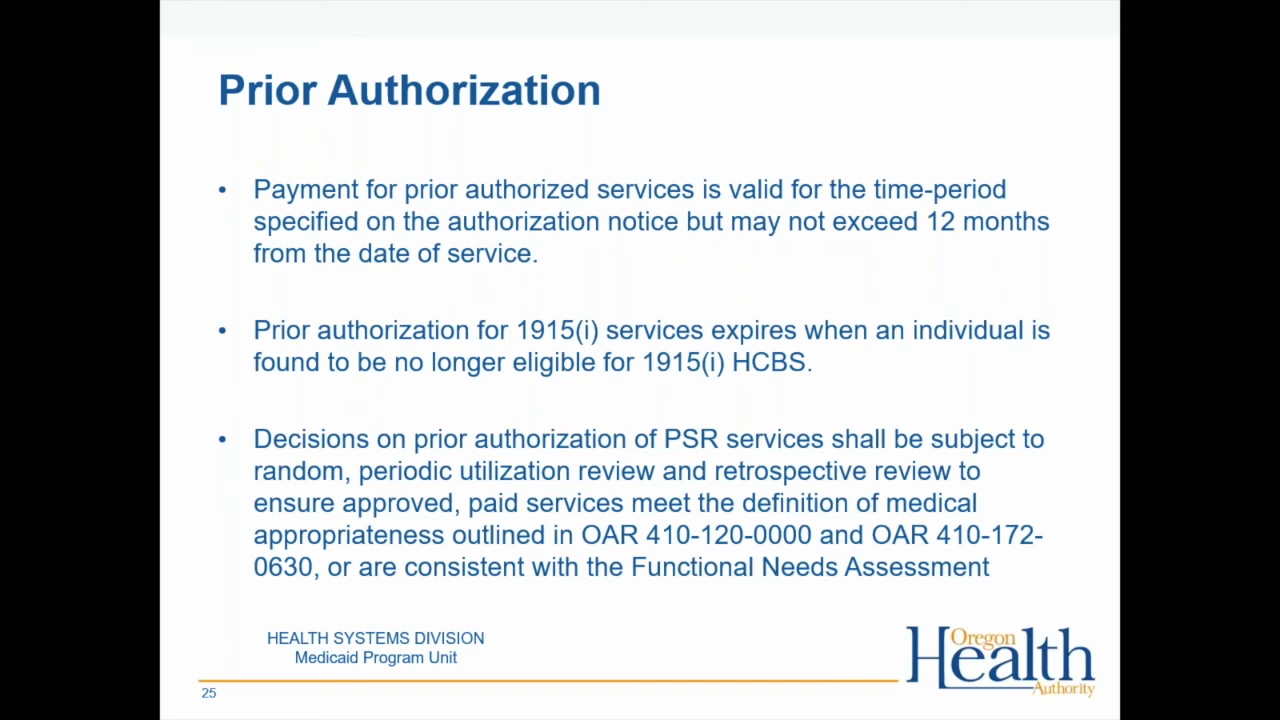 Prior Authorization
• Payment for prior authorized services is valid for the time-period
specified on the authorization notice but may not exceed 12 months
from the date of service.
• Prior authorization for 1915(i) services expires when an individual is
found to be no longer eligible for 1915(i) HCBS.
• Decisions on prior authorization of PSR services shall be subject to
random, periodic utilization review and retrospective review to
ensure approved, paid services meet the definition of medical
appropriateness outlined in OAR 410-120-0000 and OAR 410-172-
0630, or are consistent with the Functional Needs Assessment
HEALTH SYSTEMS DIVISION
Medicaid Program Unit
25
Oregon
Health
Authority